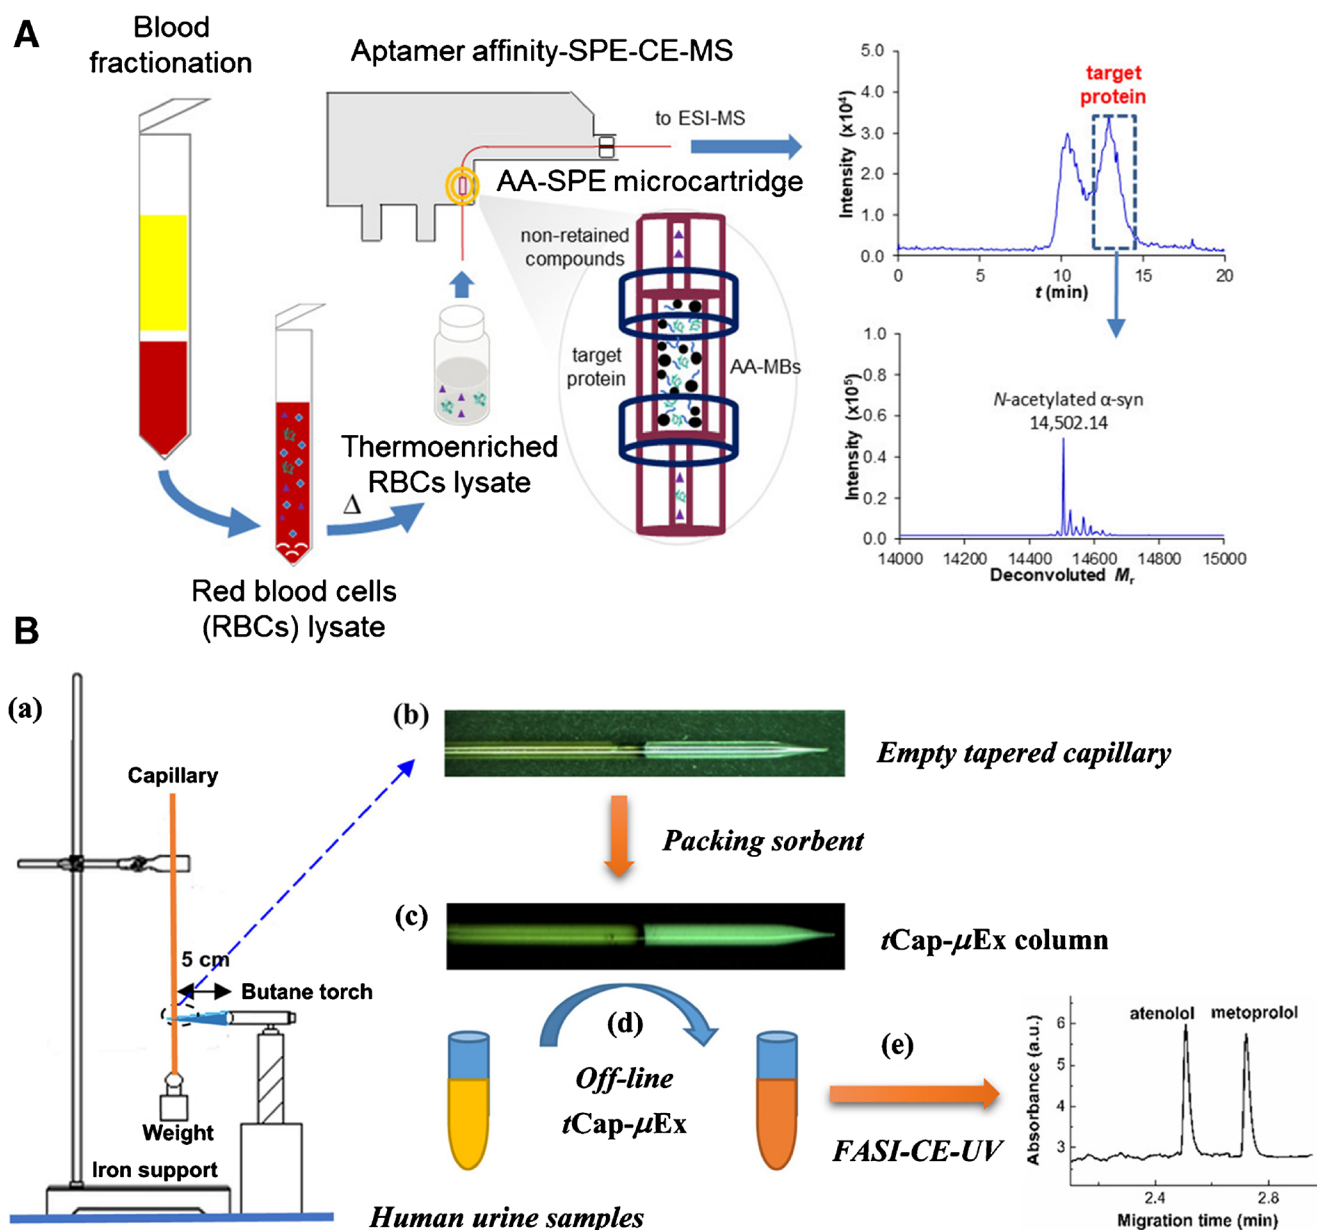 A
Blood
fractionation
Aptamer affinity-SPE-CE-MS
to ESI-MS
AA-SPE microcartridge
non-retained
compounds
target
protein
AA-MBs
Thermoenriched
RBCs lysate
Δ
Red blood cells
(RBCs) lysate
target
protein
Intensity (x10⁴)
5.0
4.0
3.0
2.0
1.0
0.0
0 5 10 15 20
t (min)
Intensity (x10⁵)
1.0
0.8
0.6
0.4
0.2
0.0
N-acetylated α-syn
14,502.14
14000 14200 14400 14600 14800 15000
Deconvoluted Mr
B
(a)
Capillary
5 cm
Butane torch
Weight
Iron support
(b)
Empty tapered capillary
Packing sorbent
(c)
tCap-μEx column
(d)
Off-line
tCap-μEx
Human urine samples
(e)
FASI-CE-UV
atenolol metoprolol
Absorbance (a.u.)
6
5
4
3
2.4 2.8
Migration time (min)